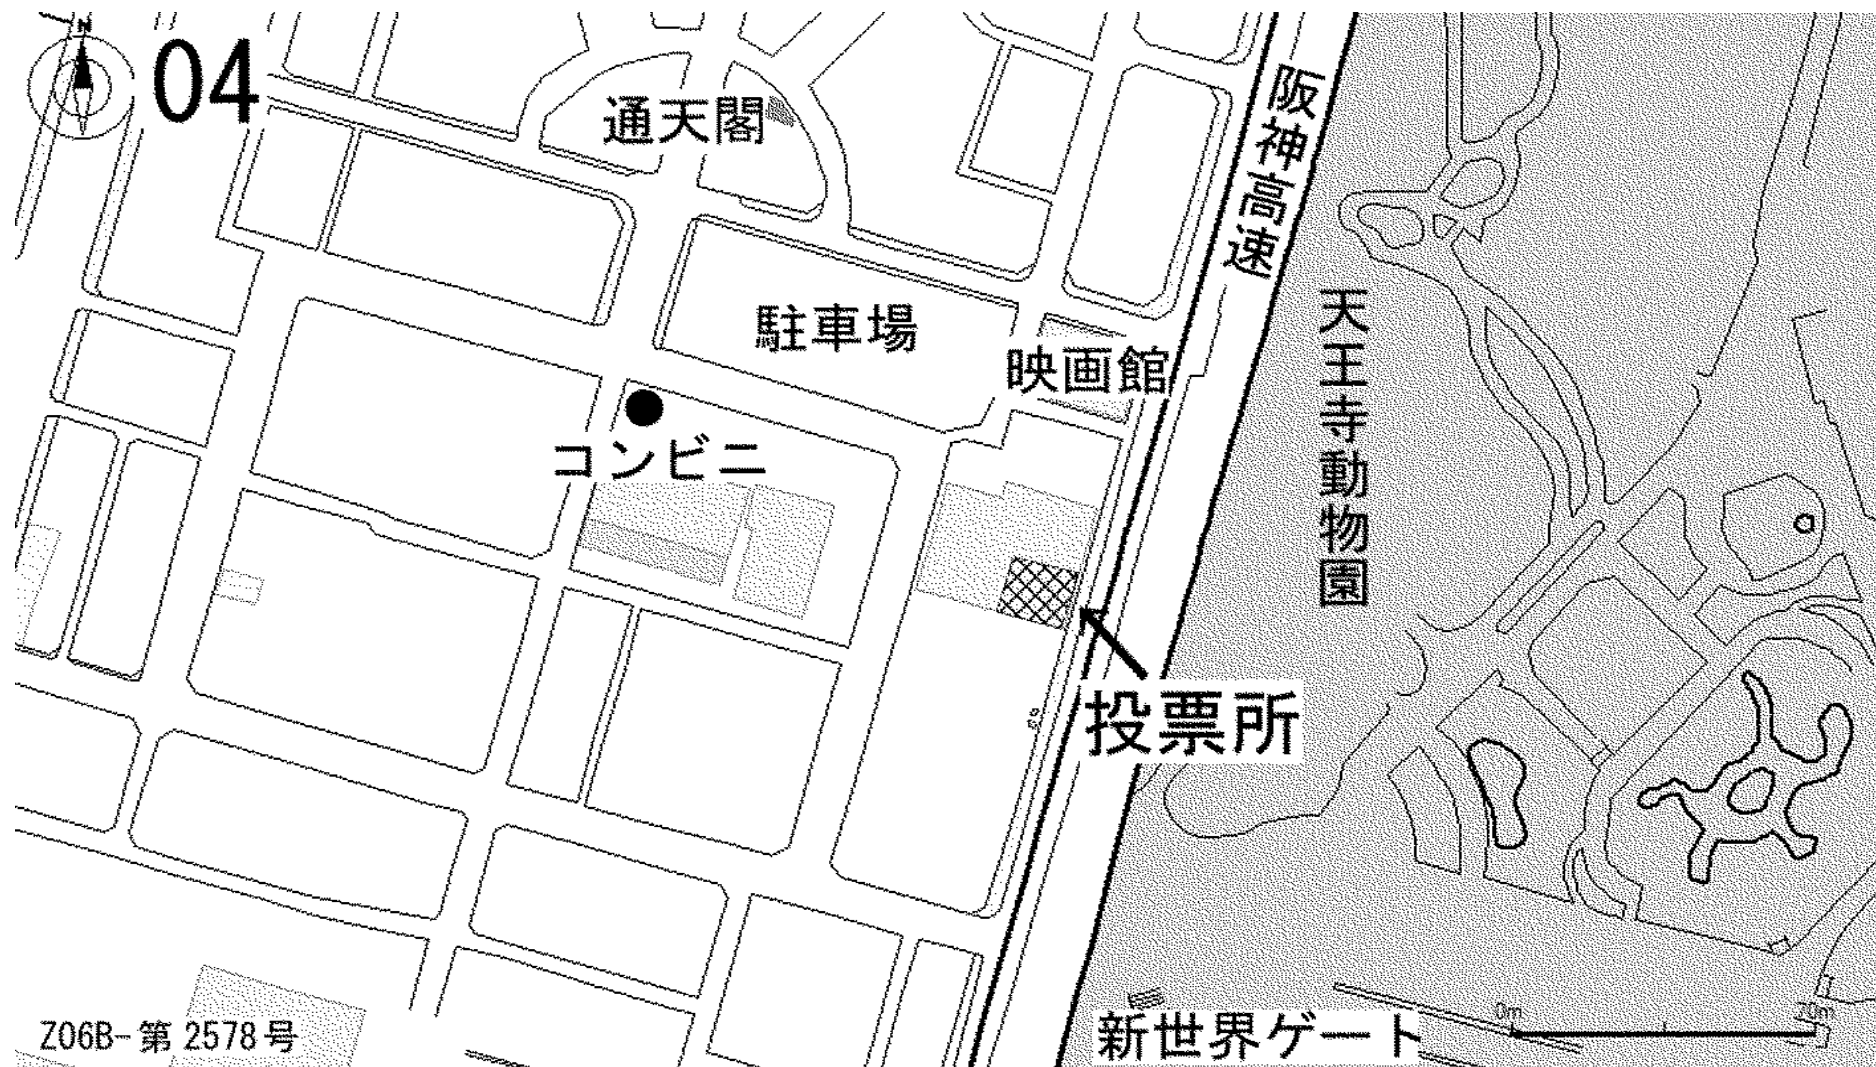 N
04
通天閣
阪神高速
駐車場
映画館
天王寺動物園
コンビニ
投票所
新世界ゲート
0m
Z06B-第2578号